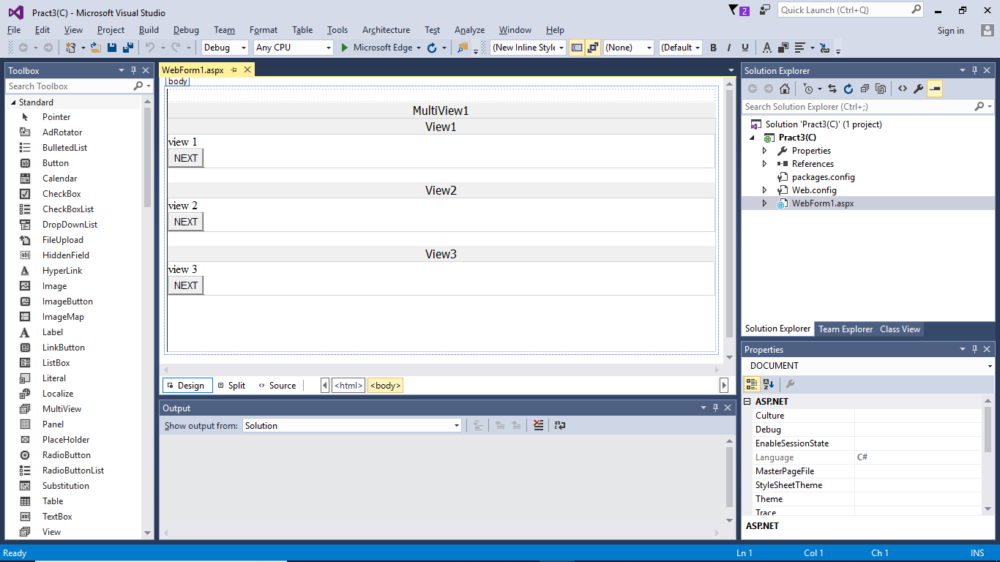 Pract3(C) - Microsoft Visual Studio
2
Quick Launch (Ctrl+Q)
File Edit View Project Build Debug Team Format Table Tools Architecture Test Analyze Window Help
Sign in
Debug Any CPU Microsoft Edge (New Inline Style (None) (Default B I U A
Toolbox
Search Toolbox
Standard
Pointer
AdRotator
BulletedList
Button
Calendar
CheckBox
CheckBoxList
DropDownList
FileUpload
HiddenField
HyperLink
Image
ImageButton
ImageMap
Label
LinkButton
ListBox
Literal
Localize
MultiView
Panel
PlaceHolder
RadioButton
RadioButtonList
Substitution
Table
TextBox
View
WebForm1.aspx
body
MultiView1
View1
view 1
NEXT
View2
view 2
NEXT
View3
view 3
NEXT
Design Split Source <html> <body>
Output
Show output from: Solution
Solution Explorer
Search Solution Explorer (Ctrl+;)
Solution 'Pract3(C)' (1 project)
Pract3(C)
Properties
References
packages.config
Web.config
WebForm1.aspx
Solution Explorer Team Explorer Class View
Properties
DOCUMENT
ASP.NET
Culture
Debug
EnableSessionState
Language C#
MasterPageFile
StyleSheetTheme
Theme
Trace
ASP.NET
Ready Ln 1 Col 1 Ch 1 INS